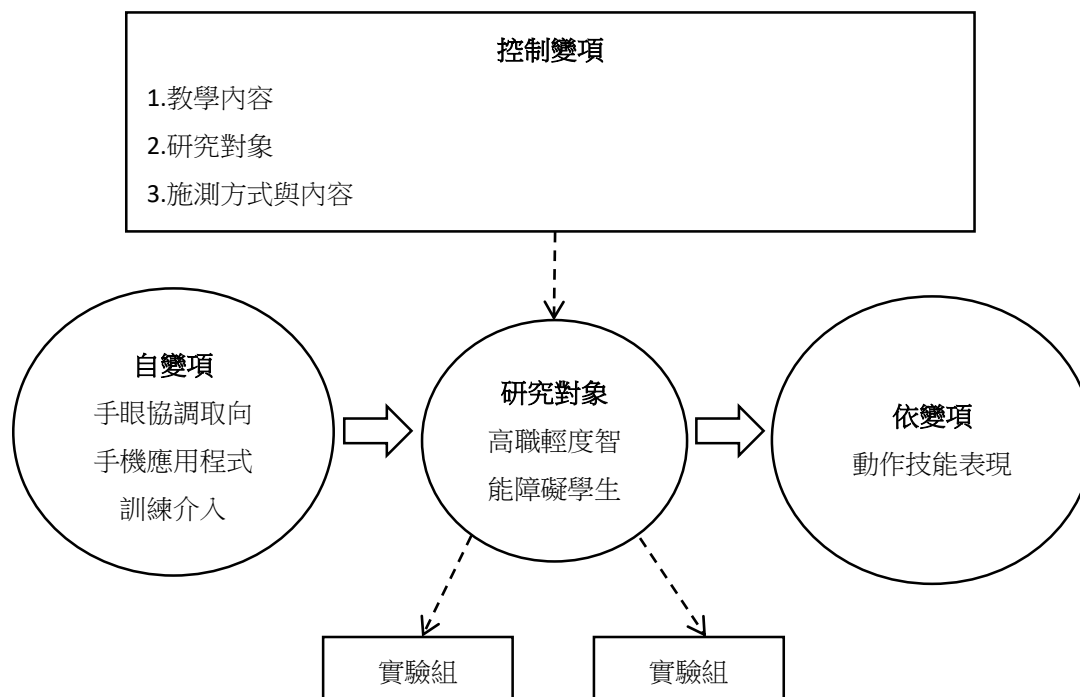 控制變項
1.教學內容
2.研究對象
3.施測方式與內容
自變項
手眼協調取向
手機應用程式
訓練介入
研究對象
高職輕度智
能障礙學生
依變項
動作技能表現
實驗組
實驗組